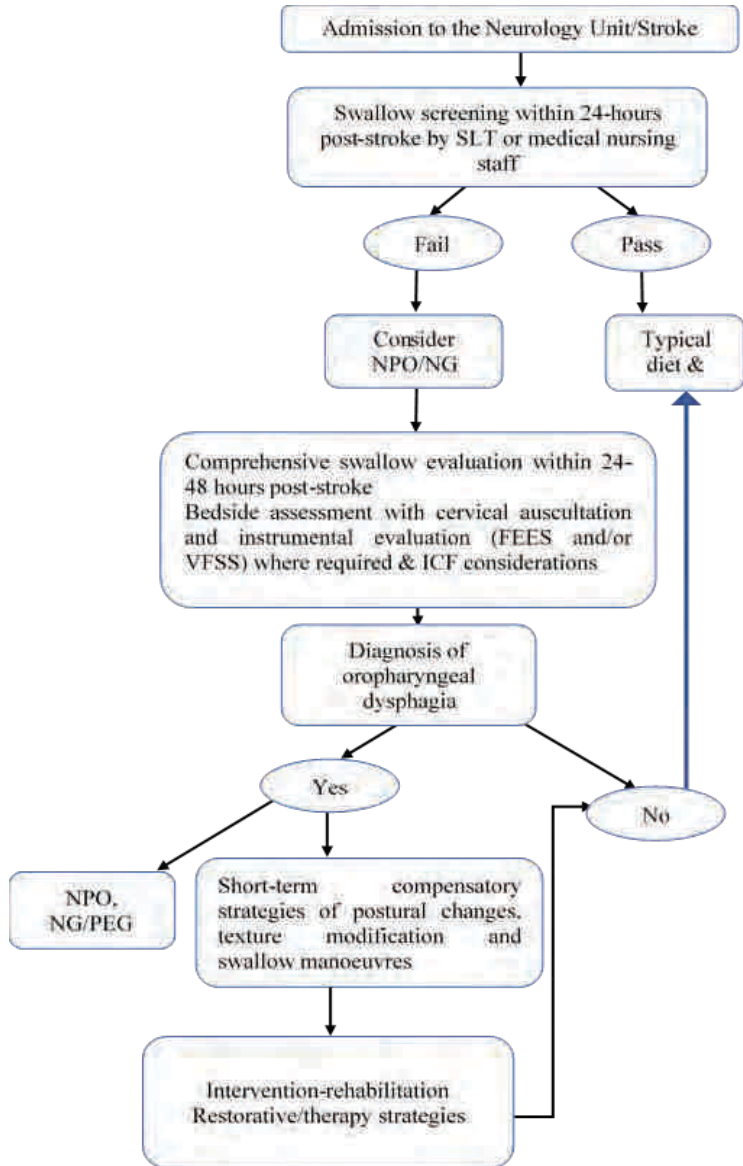 Admission to the Neurology Unit/Stroke
Swallow screening within 24-hours
post-stroke by SLT or medical nursing
staff
Fail
Pass
Consider
NPO/NG
Typical
diet &
Comprehensive swallow evaluation within 24-
48 hours post-stroke
Bedside assessment with cervical auscultation
and instrumental evaluation (FEES and/or
VFSS) where required & ICF considerations
Diagnosis of
oropharyngeal
dysphagia
Yes
No
NPO,
NG/PEG
Short-term compensatory
strategies of postural changes,
texture modification and
swallow manoeuvres
Intervention-rehabilitation
Restorative/therapy strategies